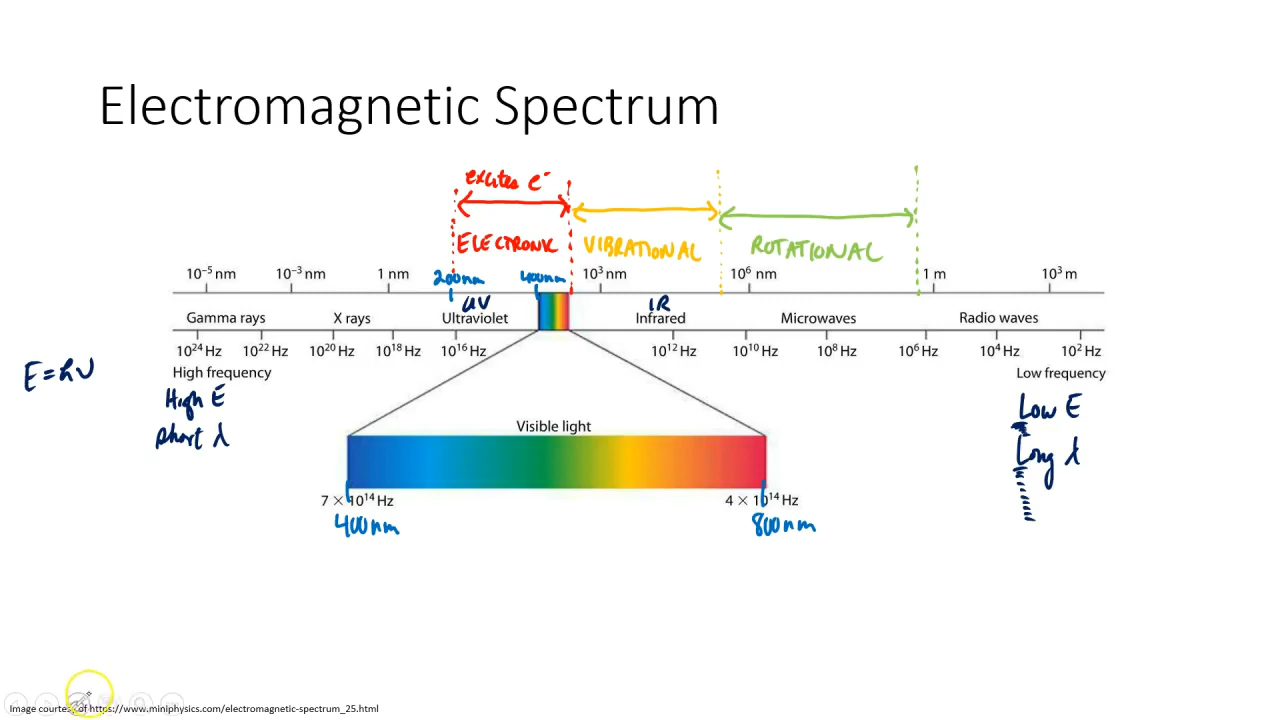 Electromagnetic Spectrum
excites e⁻
ELECTRONIC VIBRATIONAL ROTATIONAL
10⁻⁵ nm 10⁻³ nm 1 nm 200nm 400nm 10³ nm 10⁶ nm 1 m 10³ m
UV IR
Gamma rays X rays Ultraviolet Infrared Microwaves Radio waves
10²⁴ Hz 10²² Hz 10²⁰ Hz 10¹⁸ Hz 10¹⁶ Hz 10¹² Hz 10¹⁰ Hz 10⁸ Hz 10⁶ Hz 10⁴ Hz 10² Hz
E=hν High frequency Low frequency
High E Low E
short λ Long λ
Visible light
7 × 10¹⁴ Hz 4 × 10¹⁴ Hz
400nm 800nm
Image courtesy of https://www.miniphysics.com/electromagnetic-spectrum_25.html